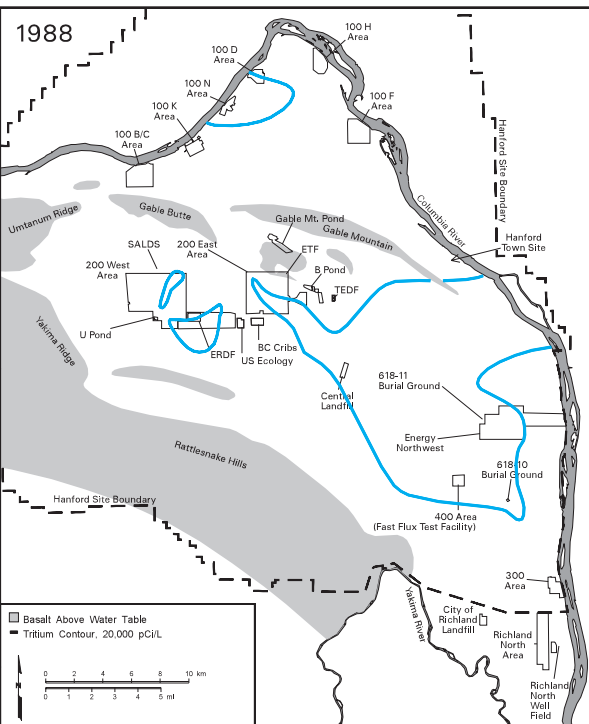 1988
100 H
Area
100 D
Area
100 N
Area
100 K
Area
100 F
Area
100 B/C
Area
Hanford Site Boundary
Columbia River
Umtanum Ridge
Gable Butte
Gable Mt. Pond
Gable Mountain
Hanford
Town Site
SALDS
200 East
Area
ETF
200 West
Area
B Pond
TEDF
Yakima Ridge
U Pond
ERDF
US Ecology
BC Cribs
Central
Landfill
618-11
Burial Ground
Energy
Northwest
Rattlesnake Hills
618-10
Burial Ground
Hanford Site Boundary
400 Area
(Fast Flux Test Facility)
300
Area
Yakima River
City of
Richland
Landfill
Richland
North
Area
Richland
North
Well
Field
Basalt Above Water Table
Tritium Contour, 20,000 pCi/L
N
0 2 4 6 8 10 km
0 1 2 3 4 5 mi